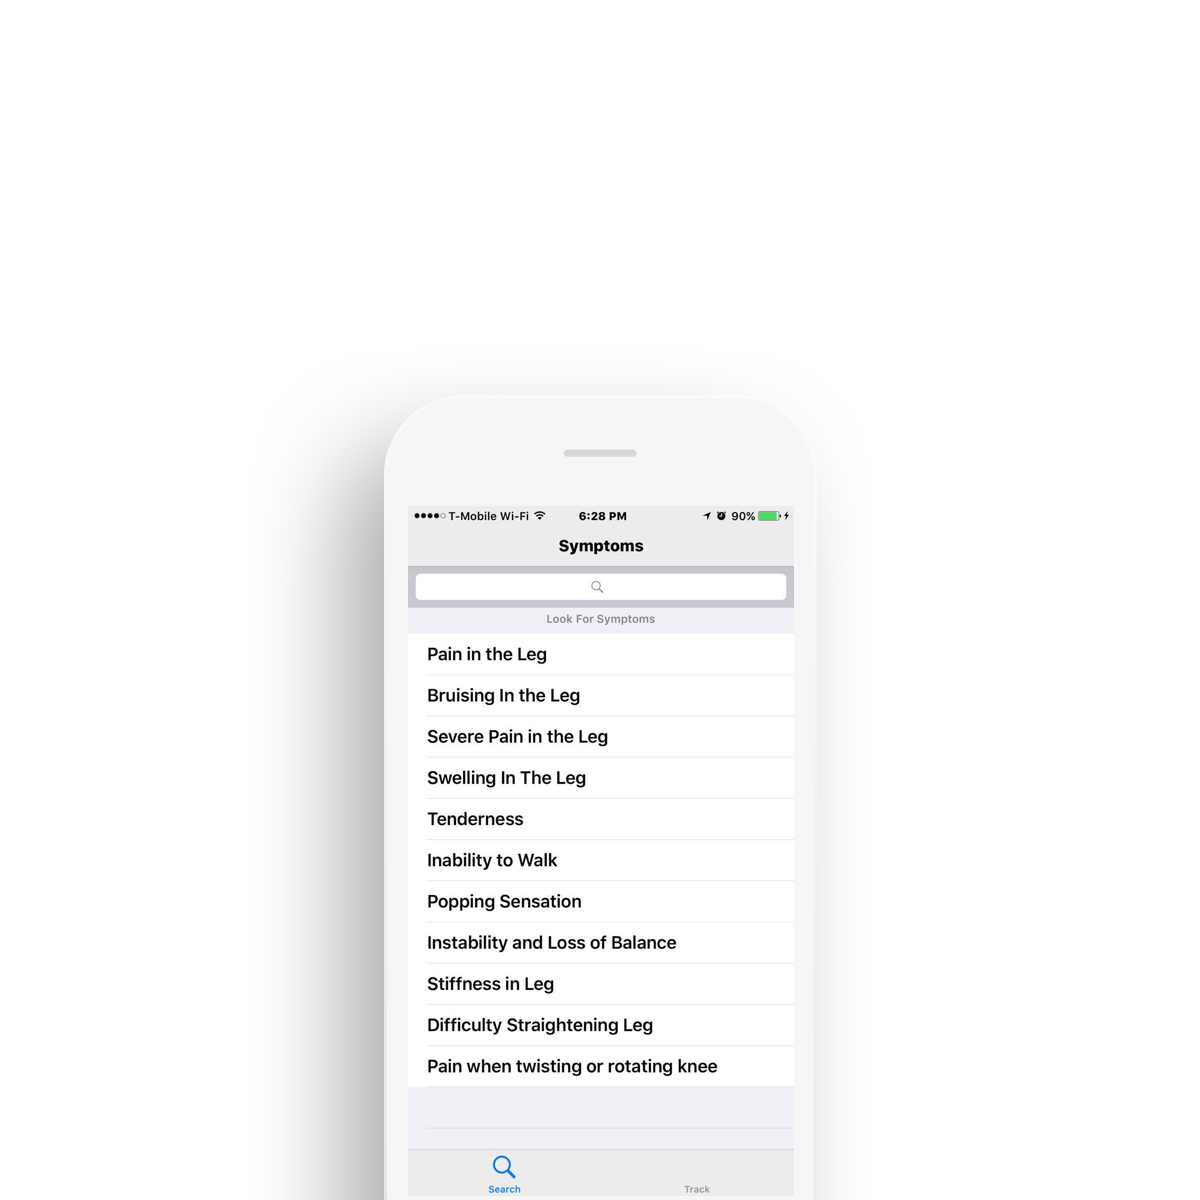 T-Mobile Wi-Fi 6:28 PM 90%
Symptoms
Look For Symptoms
Pain in the Leg
Bruising In the Leg
Severe Pain in the Leg
Swelling In The Leg
Tenderness
Inability to Walk
Popping Sensation
Instability and Loss of Balance
Stiffness in Leg
Difficulty Straightening Leg
Pain when twisting or rotating knee
Search Track